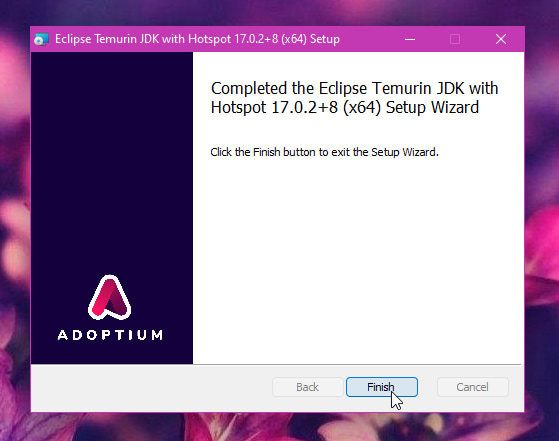 Eclipse Temurin JDK with Hotspot 17.0.2+8 (x64) Setup
Completed the Eclipse Temurin JDK with
Hotspot 17.0.2+8 (x64) Setup Wizard
Click the Finish button to exit the Setup Wizard.
ADOPTIUM
Back
Finish
Cancel